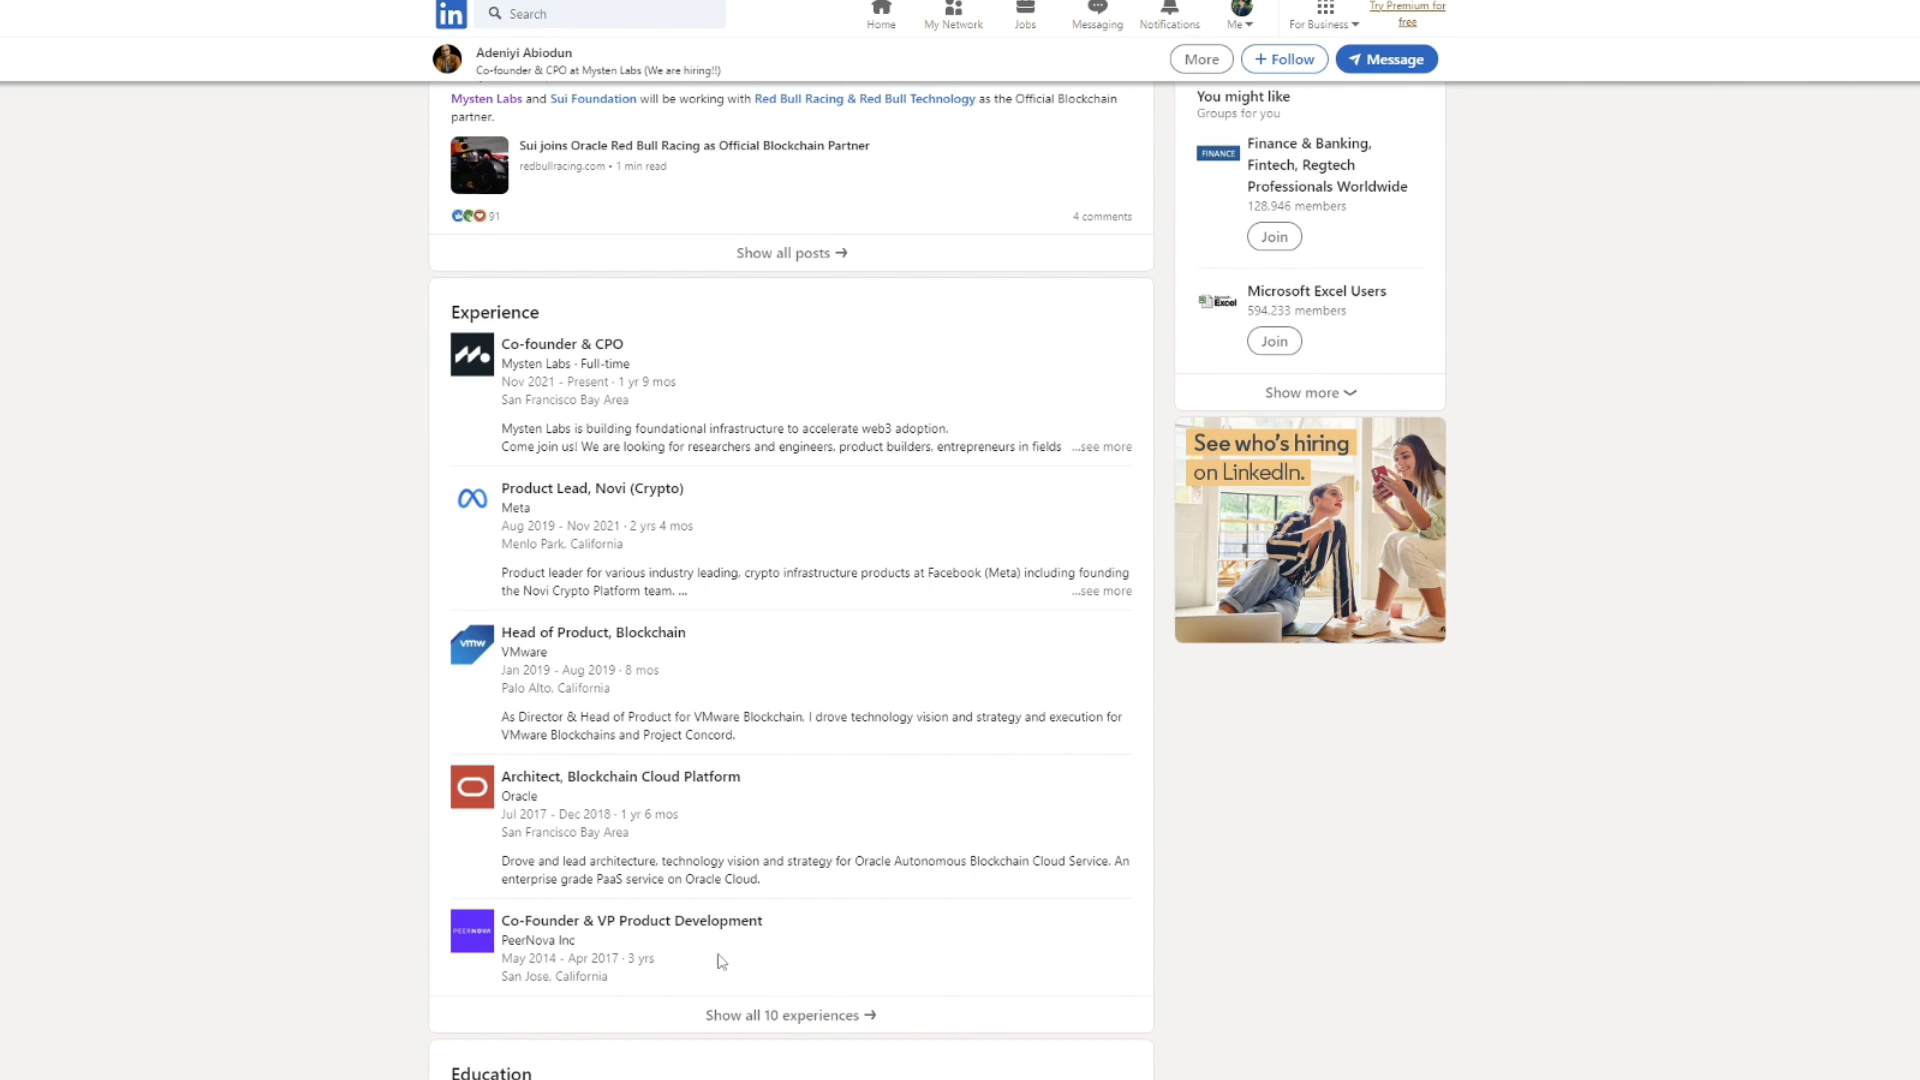 in
Search
Home
My Network
Jobs
Messaging
Notifications
Me
For Business
Try Premium for
free
Adeniyi Abiodun
Co-founder & CPO at Mysten Labs (We are hiring!!)
More
+ Follow
Message
Mysten Labs and Sui Foundation will be working with Red Bull Racing & Red Bull Technology as the Official Blockchain
partner.
Sui joins Oracle Red Bull Racing as Official Blockchain Partner
redbullracing.com • 1 min read
91
4 comments
Show all posts →
Experience
Co-founder & CPO
Mysten Labs · Full-time
Nov 2021 - Present · 1 yr 9 mos
San Francisco Bay Area
Mysten Labs is building foundational infrastructure to accelerate web3 adoption.
Come join us! We are looking for researchers and engineers, product builders, entrepreneurs in fields ...see more
Product Lead, Novi (Crypto)
Meta
Aug 2019 - Nov 2021 · 2 yrs 4 mos
Menlo Park, California
Product leader for various industry leading, crypto infrastructure products at Facebook (Meta) including founding
the Novi Crypto Platform team. ... ...see more
vmw
Head of Product, Blockchain
VMware
Jan 2019 - Aug 2019 · 8 mos
Palo Alto, California
As Director & Head of Product for VMware Blockchain, I drove technology vision and strategy and execution for
VMware Blockchains and Project Concord.
Architect, Blockchain Cloud Platform
Oracle
Jul 2017 - Dec 2018 · 1 yr 6 mos
San Francisco Bay Area
Drove and lead architecture, technology vision and strategy for Oracle Autonomous Blockchain Cloud Service. An
enterprise grade PaaS service on Oracle Cloud.
PEERNOVA
Co-Founder & VP Product Development
PeerNova Inc
May 2014 - Apr 2017 · 3 yrs
San Jose, California
Show all 10 experiences →
Education
You might like
Groups for you
FINANCE
Finance & Banking,
Fintech, Regtech
Professionals Worldwide
128,946 members
Join
Excel
Microsoft Excel Users
594,233 members
Join
Show more
See who's hiring
on LinkedIn.